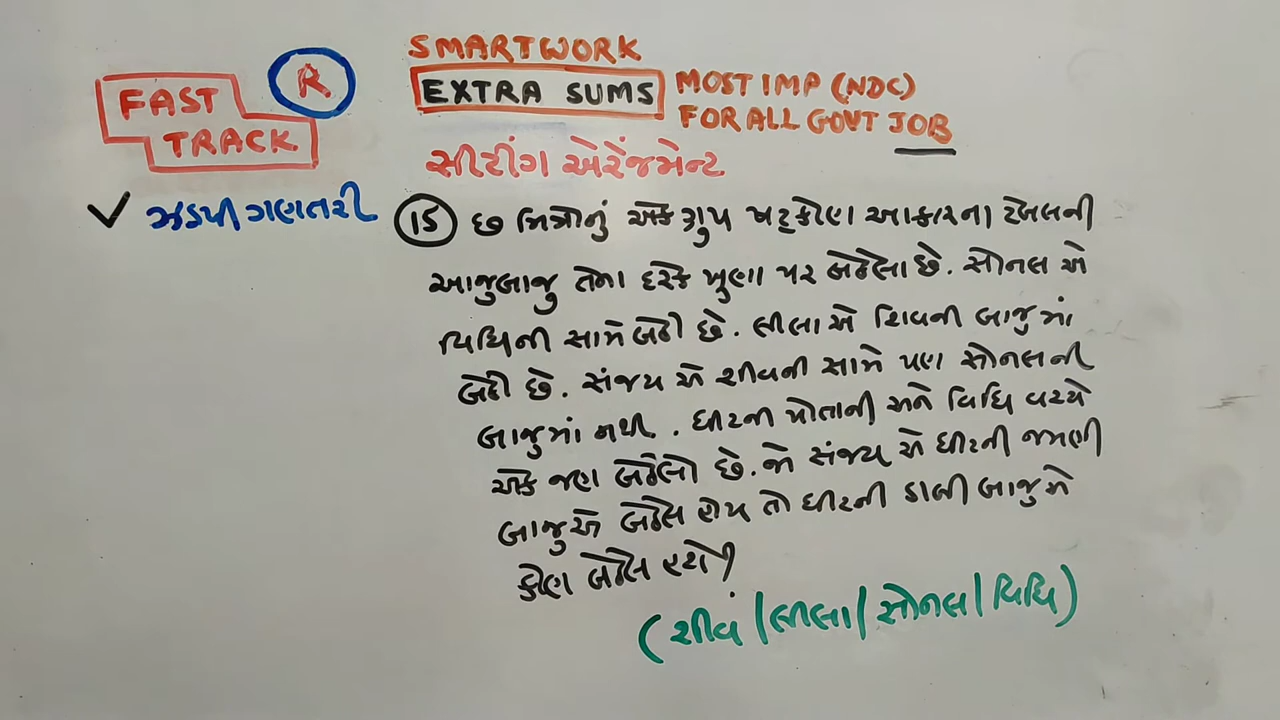 SMARTWORK
FAST TRACK
R
EXTRA SUMS
MOST IMP (NDC)
FOR ALL GOVT JOB
સીટીંગ એરેંજમેન્ટ
✓ ઝડપી ગણતરી
(15) છ મિત્રોનું એક ગ્રુપ ષટ્કોણ આકારના ટેબલની
આજુબાજુ તેના દરેક ખુણા પર બેઠેલા છે. સોનલ એ
વિધિની સામે બેઠી છે. લીલા એ શિવની બાજુમાં
બેઠી છે. સંજય એ શીવની સામે પણ સોનલની
બાજુમાં નથી. ધીરની પોતાની અને વિધિ વચ્ચે
એક જણ બેઠેલો છે. જો સંજય એ ધીરની જમણી
બાજુએ બેઠેલ હોય તો ધીરની ડાબી બાજુએ
કોણ બેઠેલ હશે?
(શીવ / લીલા / સોનલ / વિધિ)